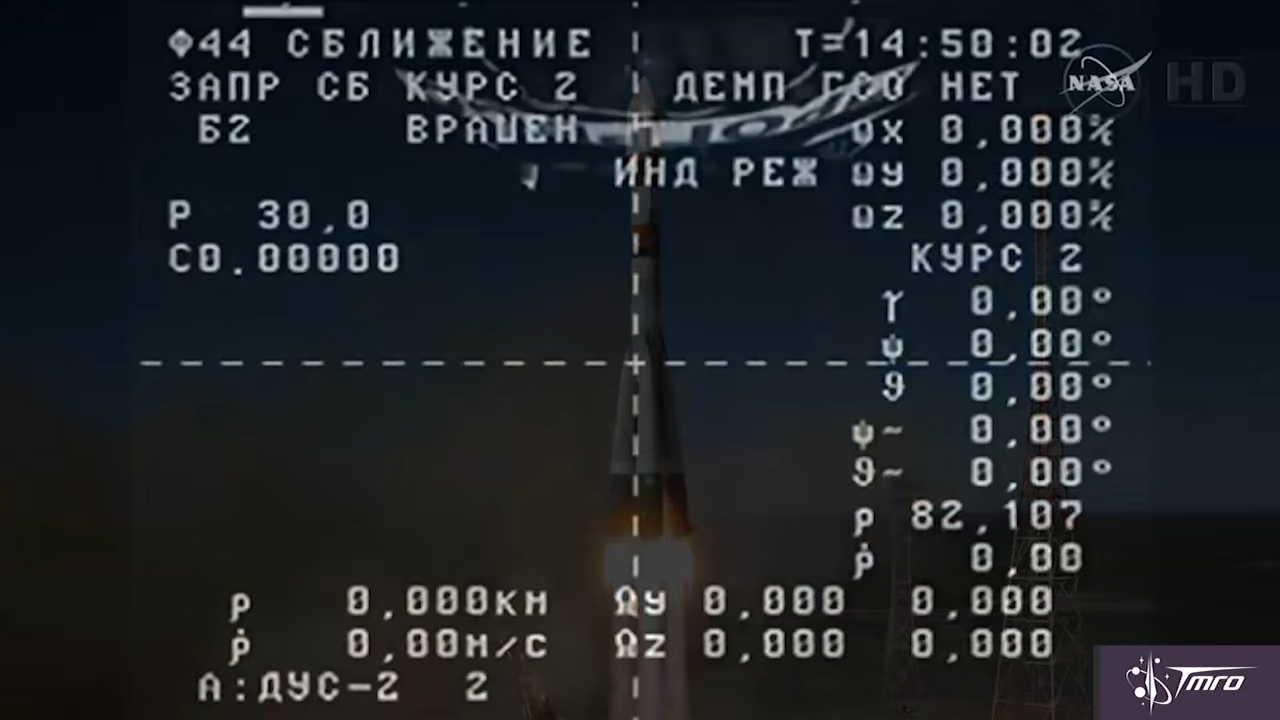 Ф44 СБЛИЖЕНИЕ T=14:50:02
ЗАПР СБ КУРС 2 ДЕМП ГСО НЕТ
NASA HD
Б2 ВРАЩЕН ΩX 0,000°/с
ИНД РЕЖ ΩУ 0,000°/с
Р 30,0 ΩZ 0,000°/с
С0.00000 КУРС 2
γ 0,00°
ψ 0,00°
ϑ 0,00°
ψ~ 0,00°
ϑ~ 0,00°
ρ 82,107
ρ̇ 0,00
ρ 0,000КМ ΩУ 0,000 0,000
ρ̇ 0,00М/С ΩZ 0,000 0,000
А:ДУС-2 2
Tmro